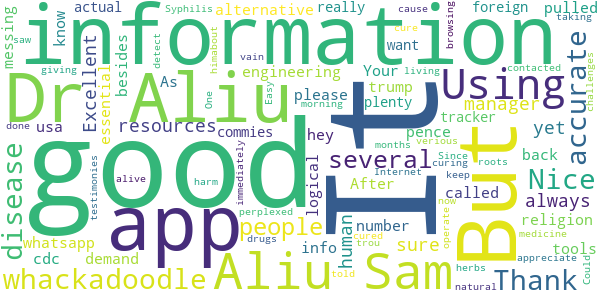 messing
know
actual
Syphilis
alternative
really
cause
want
foreign
pulled
browsing
taking
saw
giving
besides
As
information
vain
detect
cure
living
contacted
Your
Dr Aliu
One
himabout
Easy
morning
engineering
please
trump
plenty
Using
manager
tracker
pence
verious
challenges
Excellent
essential
done
usa
resources
commies
hey
several
yet
back
called
accurate
disease
testimonies
alive
good
app
harm
immediately
perplexed
drugs
logical
It
I
After
months
Internet
cured
told
trou
Since
curing
roots
keep
herbs
natural
But
Nice
always
religion
operate
now
tools
medicine
appreciate
Could
whatsapp
cdc
demand
people
info
human
number
sure
whackadoodle
Aliu Sam
Thank